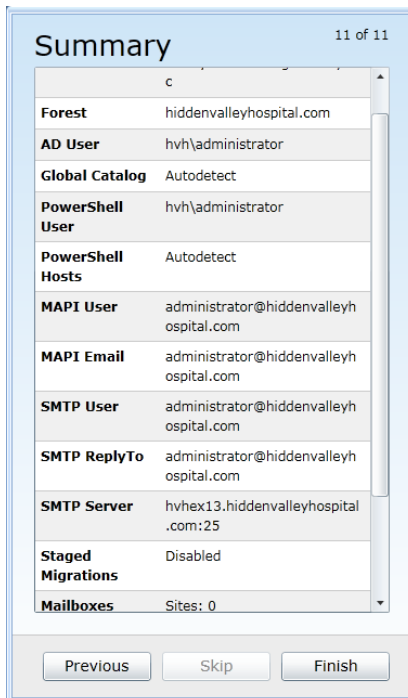 Summary
11 of 11
c
Forest hiddenvalleyhospital.com
AD User hvh\administrator
Global Catalog Autodetect
PowerShell hvh\administrator
User
PowerShell Autodetect
Hosts
MAPI User administrator@hiddenvalleyh
ospital.com
MAPI Email administrator@hiddenvalleyh
ospital.com
SMTP User administrator@hiddenvalleyh
ospital.com
SMTP ReplyTo administrator@hiddenvalleyh
ospital.com
SMTP Server hvhex13.hiddenvalleyhospital
.com:25
Staged Disabled
Migrations
Mailboxes Sites: 0
Previous Skip Finish